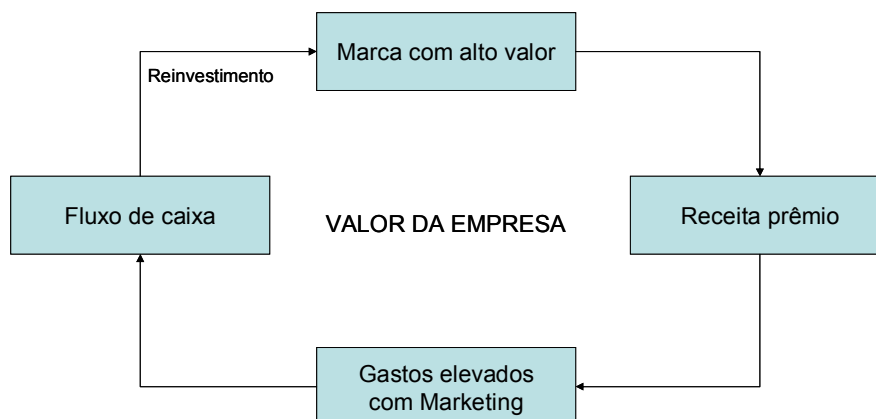 Marca com alto valor
Reinvestimento
Fluxo de caixa
VALOR DA EMPRESA
Receita prêmio
Gastos elevados
com Marketing